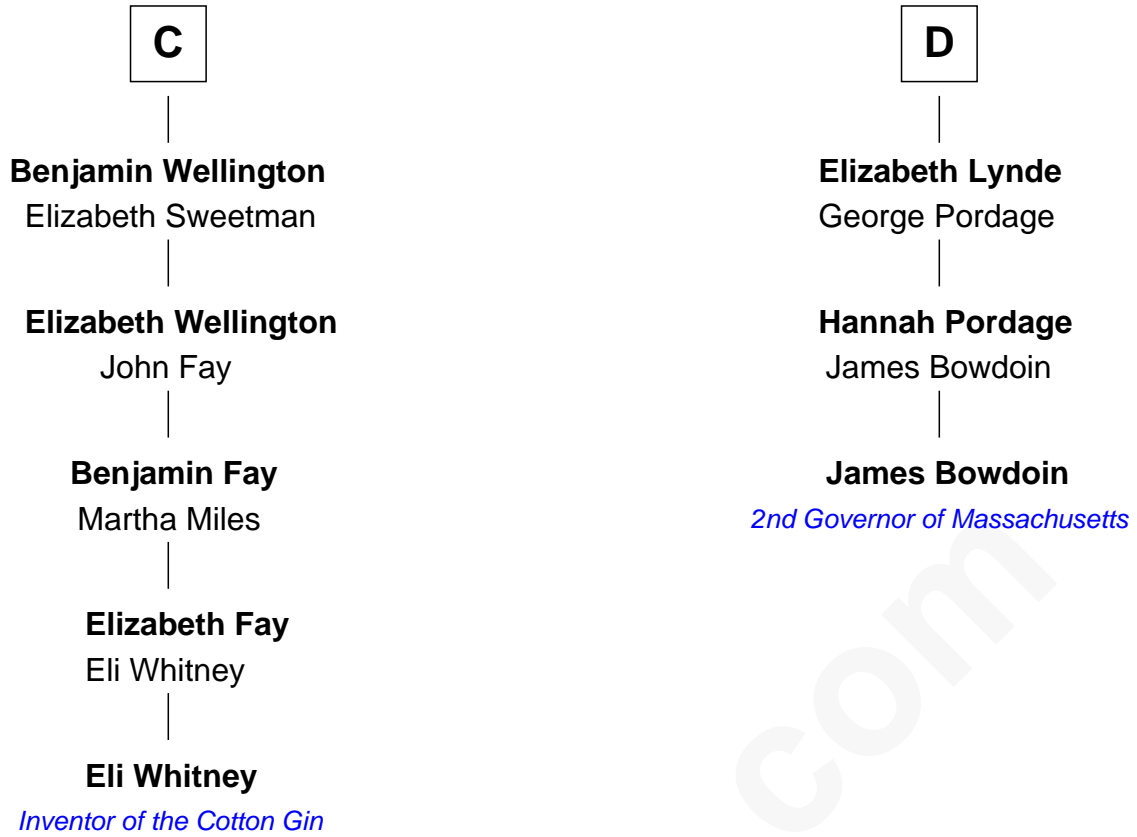 C
Benjamin Wellington
Elizabeth Sweetman
Elizabeth Wellington
John Fay
Benjamin Fay
Martha Miles
Elizabeth Fay
Eli Whitney
Eli Whitney
Inventor of the Cotton Gin
D
Elizabeth Lynde
George Pordage
Hannah Pordage
James Bowdoin
James Bowdoin
2nd Governor of Massachusetts
com